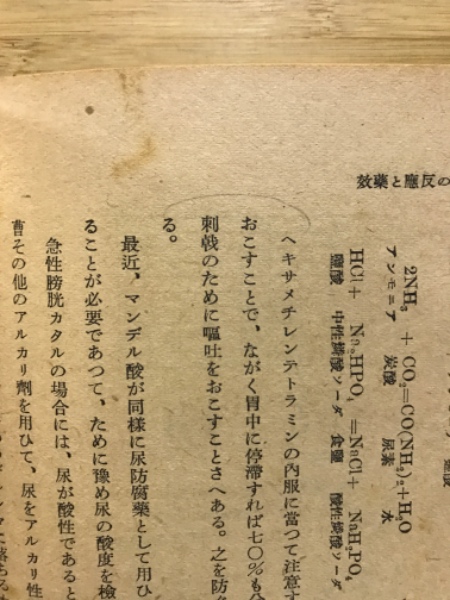 の反應と藥效
2NH₃ + CO₂=CO(NH₂)₂+H₂O
アンモニア 炭酸 尿素 水
HCl+ Na₂HPO₄ =NaCl+ NaH₂PO₄
鹽酸 中性燐酸ソーダ 食鹽 酸性燐酸ソーダ
ヘキサメチレンテトラミンの内服に當つて注意す
おこすことで、ながく胃中に停滯すれば七〇%も
刺戟のために嘔吐をおこすことさへある。之を防
る。
最近、マンデル酸が同樣に尿防腐藥として用ひ
ることが必要であつて、ために豫め尿の酸度を檢
急性膀胱カタルの場合には、尿が酸性であると
曹その他のアルカリ劑を用ひて、尿をアルカリ性